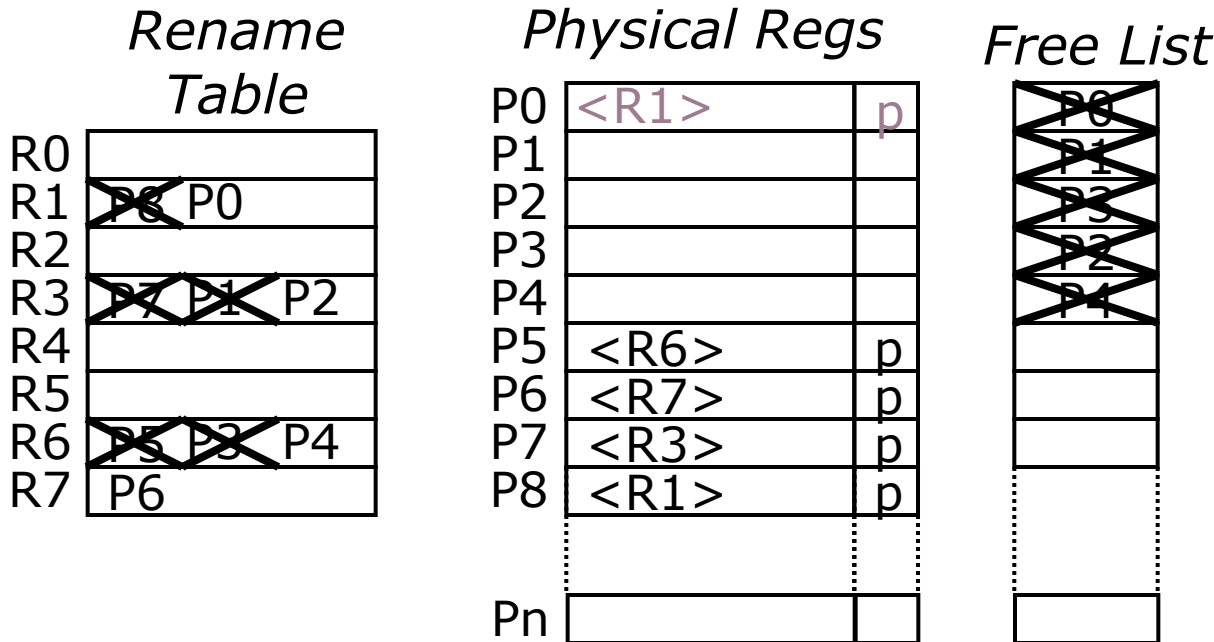 Rename
Table
R0
R1 P8 P0
R2
R3 P7 P1 P2
R4
R5
R6 P5 P3 P4
R7 P6
Physical Regs
P0 <R1> p
P1
P2
P3
P4
P5 <R6> p
P6 <R7> p
P7 <R3> p
P8 <R1> p
Pn
Free List
P0
P1
P3
P2
P4